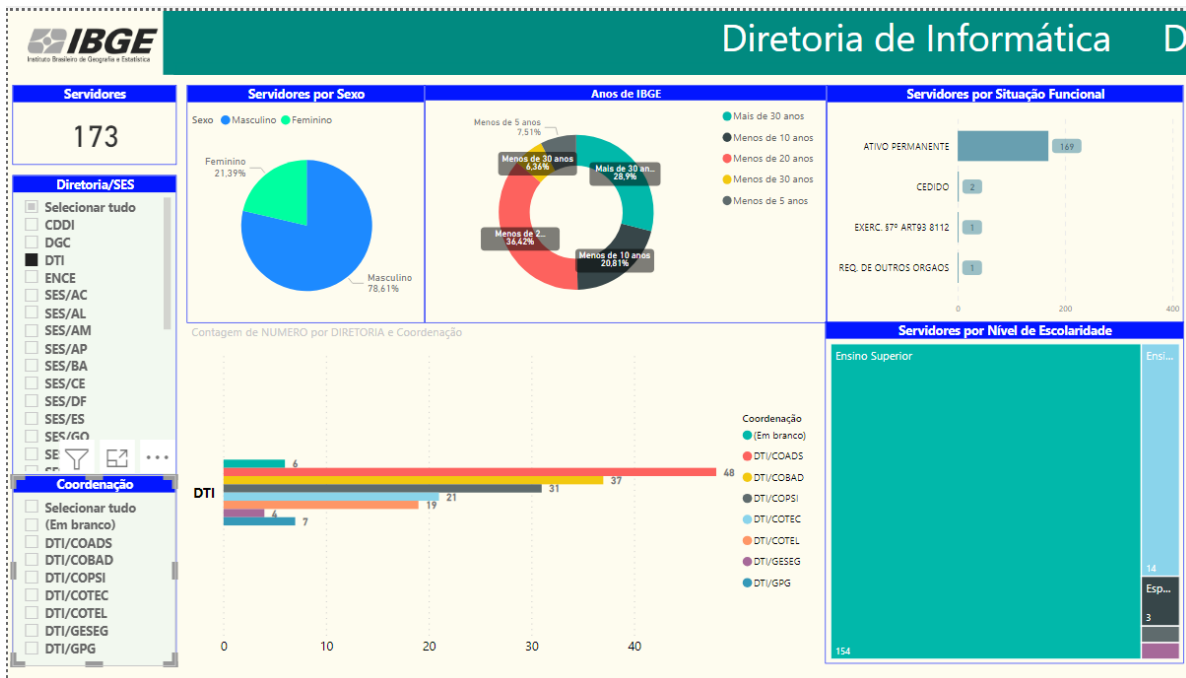 IBGE
Instituto Brasileiro de Geografia e Estatística
Diretoria de Informática
D
Servidores
173
Diretoria/SES
Selecionar tudo
CDDI
DGC
DTI
ENCE
SES/AC
SES/AL
SES/AM
SES/AP
SES/BA
SES/CE
SES/DF
SES/ES
SES/GO
SE
Coordenação
Selecionar tudo
(Em branco)
DTI/COADS
DTI/COBAD
DTI/COPSI
DTI/COTEC
DTI/COTEL
DTI/GESEG
DTI/GPG
Servidores por Sexo
Sexo Masculino Feminino
Feminino
21,39%
Masculino
78,61%
Anos de IBGE
Menos de 5 anos
7,51%
Menos de 30 anos
6,36%
Mais de 30 an...
28,9%
Menos de 2...
36,42%
Menos de 10 anos
20,81%
Mais de 30 anos
Menos de 10 anos
Menos de 20 anos
Menos de 30 anos
Menos de 5 anos
Servidores por Situação Funcional
ATIVO PERMANENTE 169
CEDIDO 2
EXERC. §7º ART93 8112 1
REQ. DE OUTROS ORGAOS 1
0 200 400
Contagem de NUMERO por DIRETORIA e Coordenação
DTI
6
48
37
31
21
19
4
7
0 10 20 30 40
Coordenação
(Em branco)
DTI/COADS
DTI/COBAD
DTI/COPSI
DTI/COTEC
DTI/COTEL
DTI/GESEG
DTI/GPG
Servidores por Nível de Escolaridade
Ensino Superior
154
Ensi...
14
Esp...
3